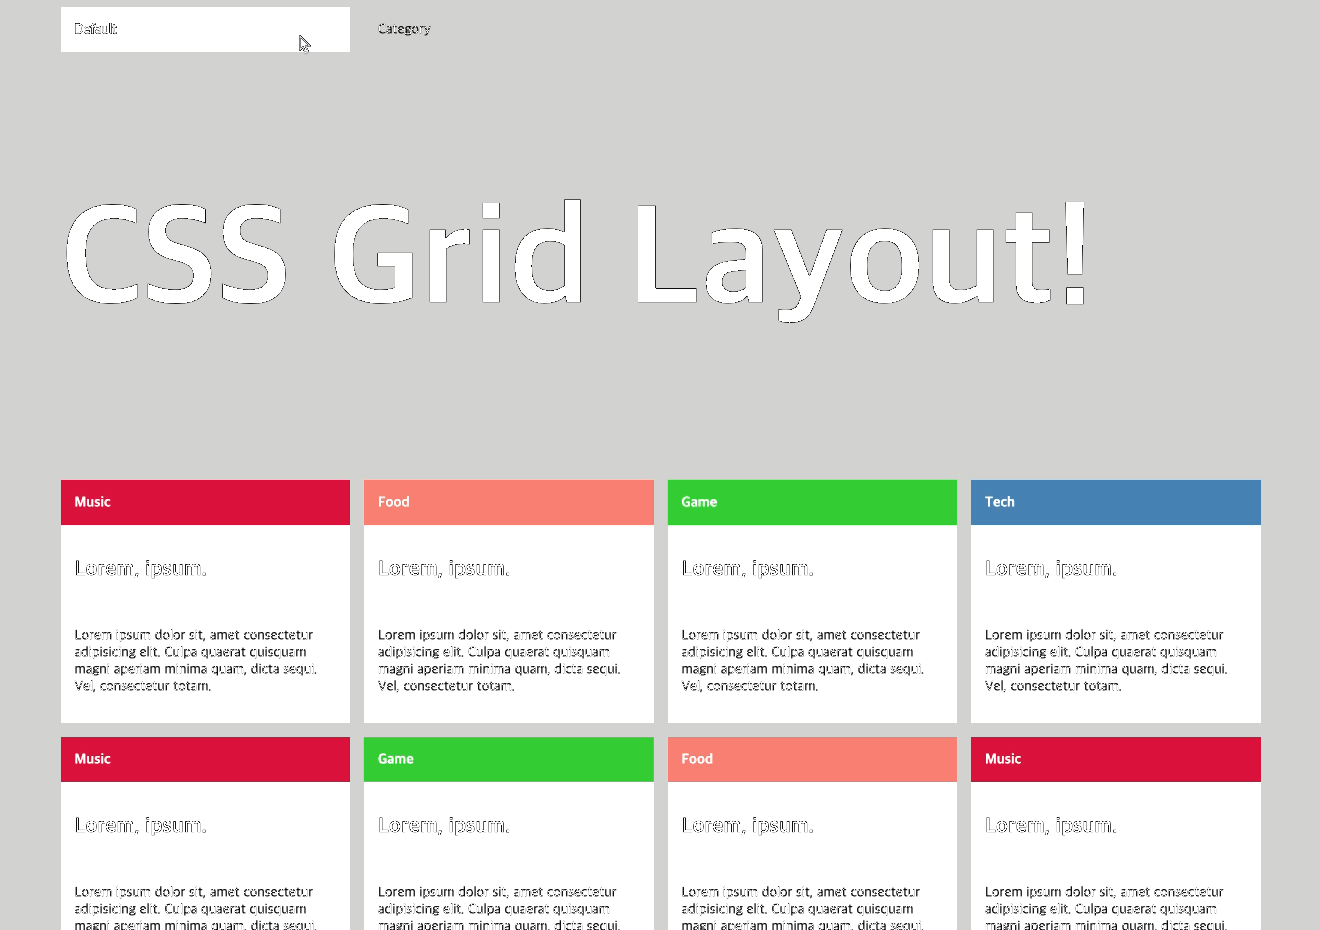 Default
Category
CSS Grid Layout!
Music
Food
Game
Tech
Lorem, ipsum.
Lorem, ipsum.
Lorem, ipsum.
Lorem, ipsum.
Lorem ipsum dolor sit, amet consectetur
adipisicing elit. Culpa quaerat quisquam
magni aperiam minima quam, dicta sequi.
Vel, consectetur totam.
Lorem ipsum dolor sit, amet consectetur
adipisicing elit. Culpa quaerat quisquam
magni aperiam minima quam, dicta sequi.
Vel, consectetur totam.
Lorem ipsum dolor sit, amet consectetur
adipisicing elit. Culpa quaerat quisquam
magni aperiam minima quam, dicta sequi.
Vel, consectetur totam.
Lorem ipsum dolor sit, amet consectetur
adipisicing elit. Culpa quaerat quisquam
magni aperiam minima quam, dicta sequi.
Vel, consectetur totam.
Music
Game
Food
Music
Lorem, ipsum.
Lorem, ipsum.
Lorem, ipsum.
Lorem, ipsum.
Lorem ipsum dolor sit, amet consectetur
adipisicing elit. Culpa quaerat quisquam
magni aperiam minima quam, dicta sequi.
Lorem ipsum dolor sit, amet consectetur
adipisicing elit. Culpa quaerat quisquam
magni aperiam minima quam, dicta sequi.
Lorem ipsum dolor sit, amet consectetur
adipisicing elit. Culpa quaerat quisquam
magni aperiam minima quam, dicta sequi.
Lorem ipsum dolor sit, amet consectetur
adipisicing elit. Culpa quaerat quisquam
magni aperiam minima quam, dicta sequi.